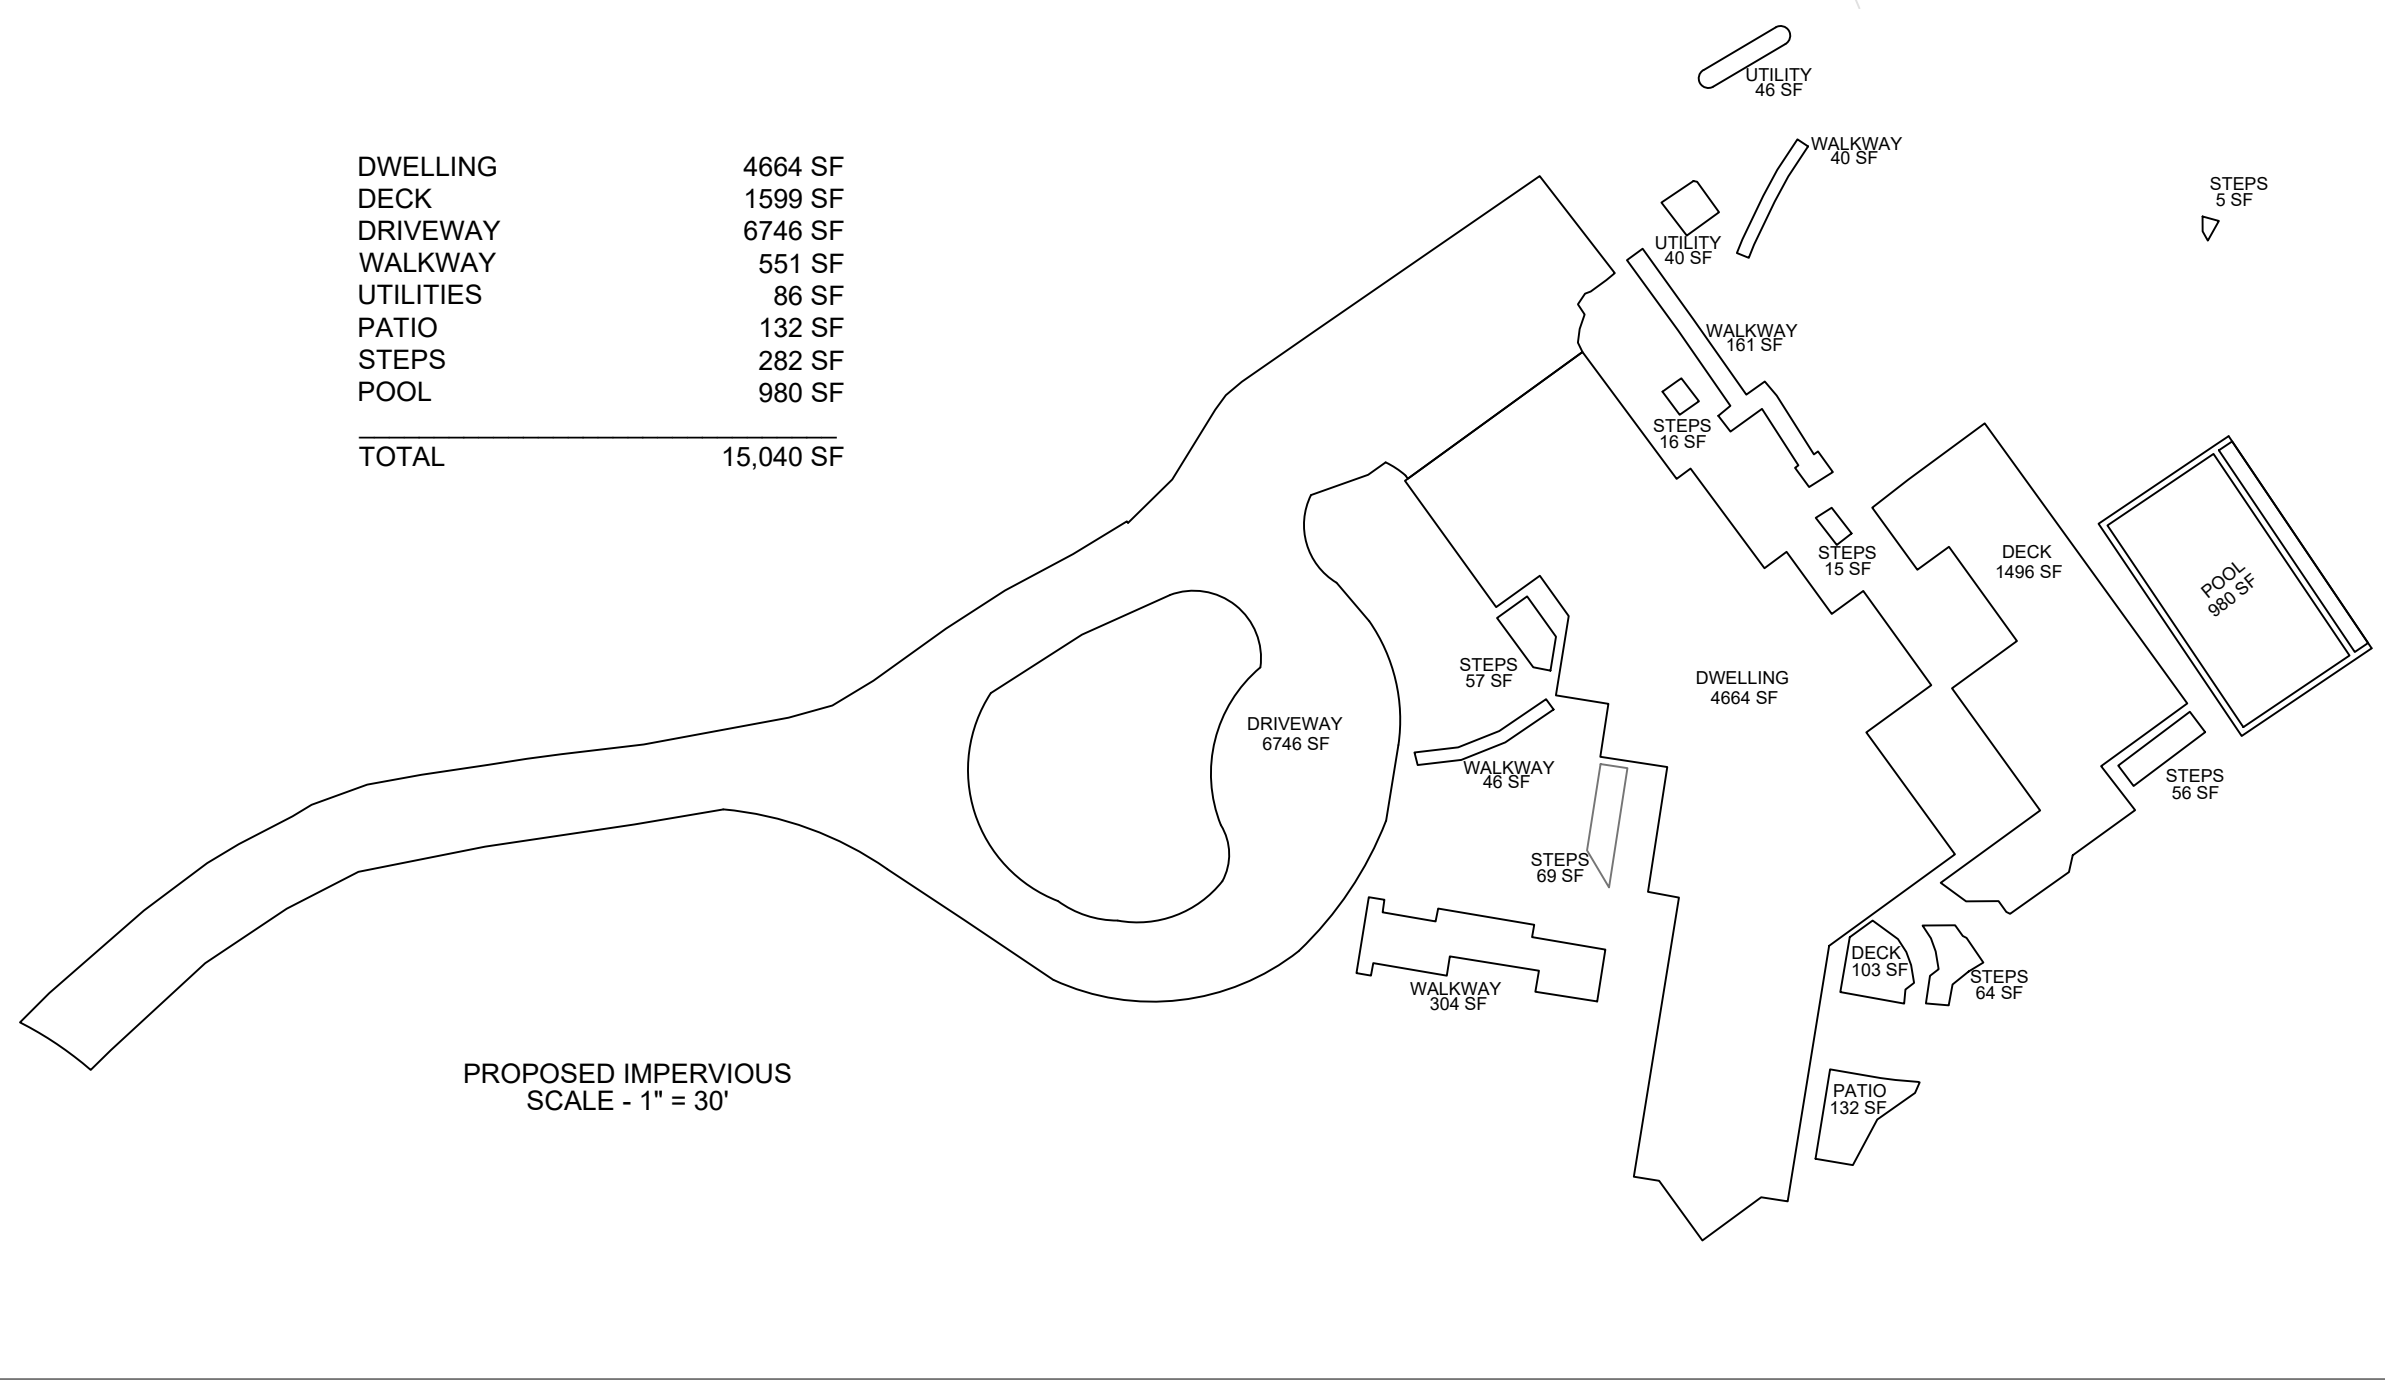 UTILITY
46 SF
WALKWAY
40 SF
DWELLING 4664 SF
DECK 1599 SF
DRIVEWAY 6746 SF
WALKWAY 551 SF
UTILITIES 86 SF
PATIO 132 SF
STEPS 282 SF
POOL 980 SF
TOTAL 15,040 SF
STEPS
5 SF
UTILITY
40 SF
WALKWAY
161 SF
STEPS
16 SF
STEPS
15 SF
DECK
1496 SF
POOL
980 SF
STEPS
57 SF
DWELLING
4664 SF
DRIVEWAY
6746 SF
WALKWAY
46 SF
STEPS
56 SF
STEPS
69 SF
DECK
103 SF
STEPS
64 SF
WALKWAY
304 SF
PATIO
132 SF
PROPOSED IMPERVIOUS
SCALE - 1" = 30'